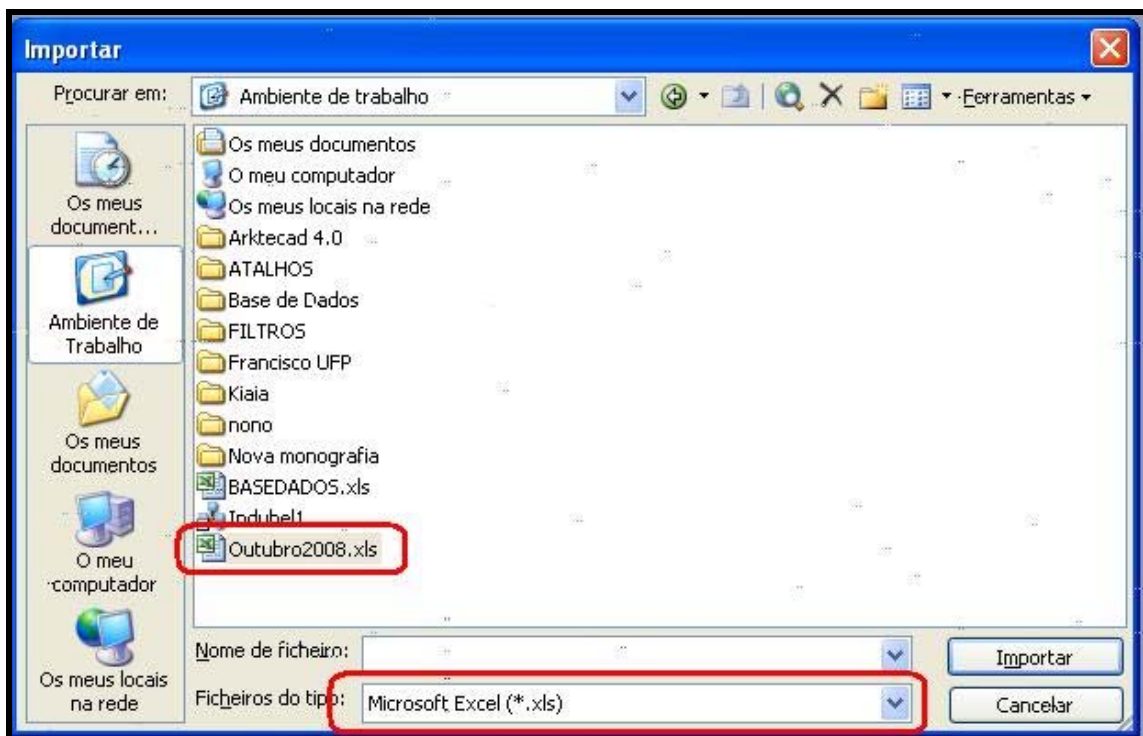 Importar
Procurar em:
Ambiente de trabalho
Ferramentas
Os meus
document...
Ambiente de
Trabalho
Os meus
documentos
O meu
computador
Os meus locais
na rede
Os meus documentos
O meu computador
Os meus locais na rede
Arktecad 4.0
ATALHOS
Base de Dados
FILTROS
Francisco UFP
Kiaia
nono
Nova monografia
BASEDADOS.xls
Indubel1
Outubro2008.xls
Nome de ficheiro:
Importar
Ficheiros do tipo:
Microsoft Excel (*.xls)
Cancelar